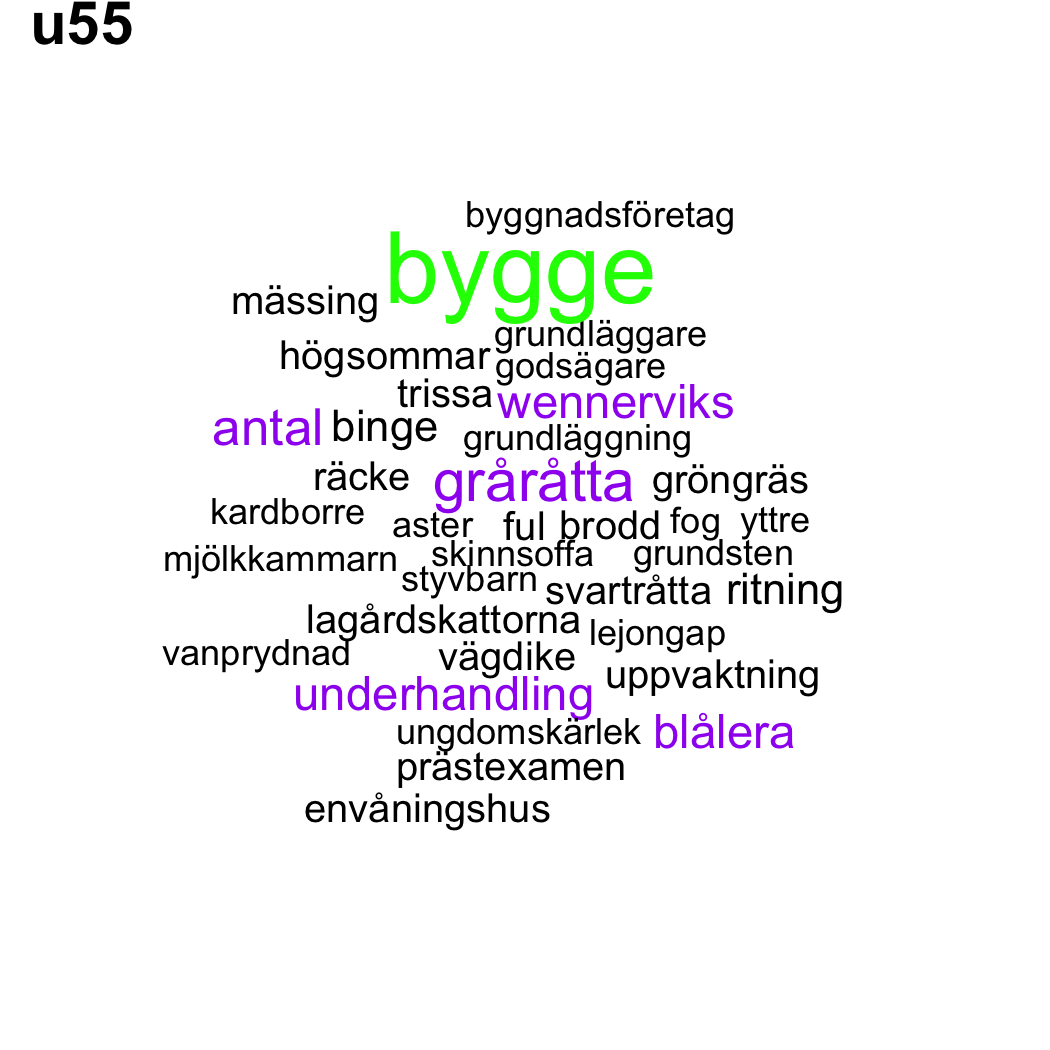 u55
byggnadsföretag
bygge
mässing
grundläggare
högsommar
godsägare
trissa
wennerviks
antal
binge
grundläggning
räcke
gråråtta
gröngräs
kardborre
aster
ful
brodd
fog
yttre
mjölkkammarn
skinnsoffa
grundsten
styvbarn
svartråtta
ritning
lagårdskattorna
lejongap
vanprydnad
vägdike
uppvaktning
underhandling
ungdomskärlek
blålera
prästexamen
envåningshus